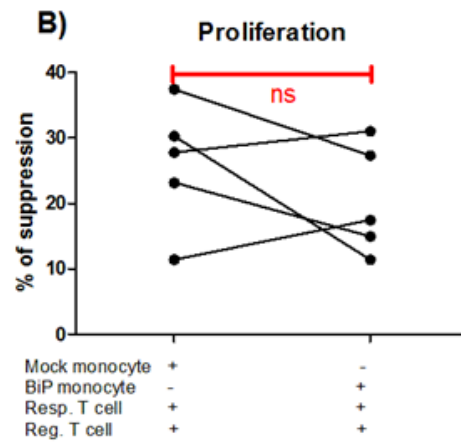 B)
Proliferation
ns
% of suppression
40
30
20
10
0
Mock monocyte + -
BiP monocyte - +
Resp. T cell + +
Reg. T cell + +